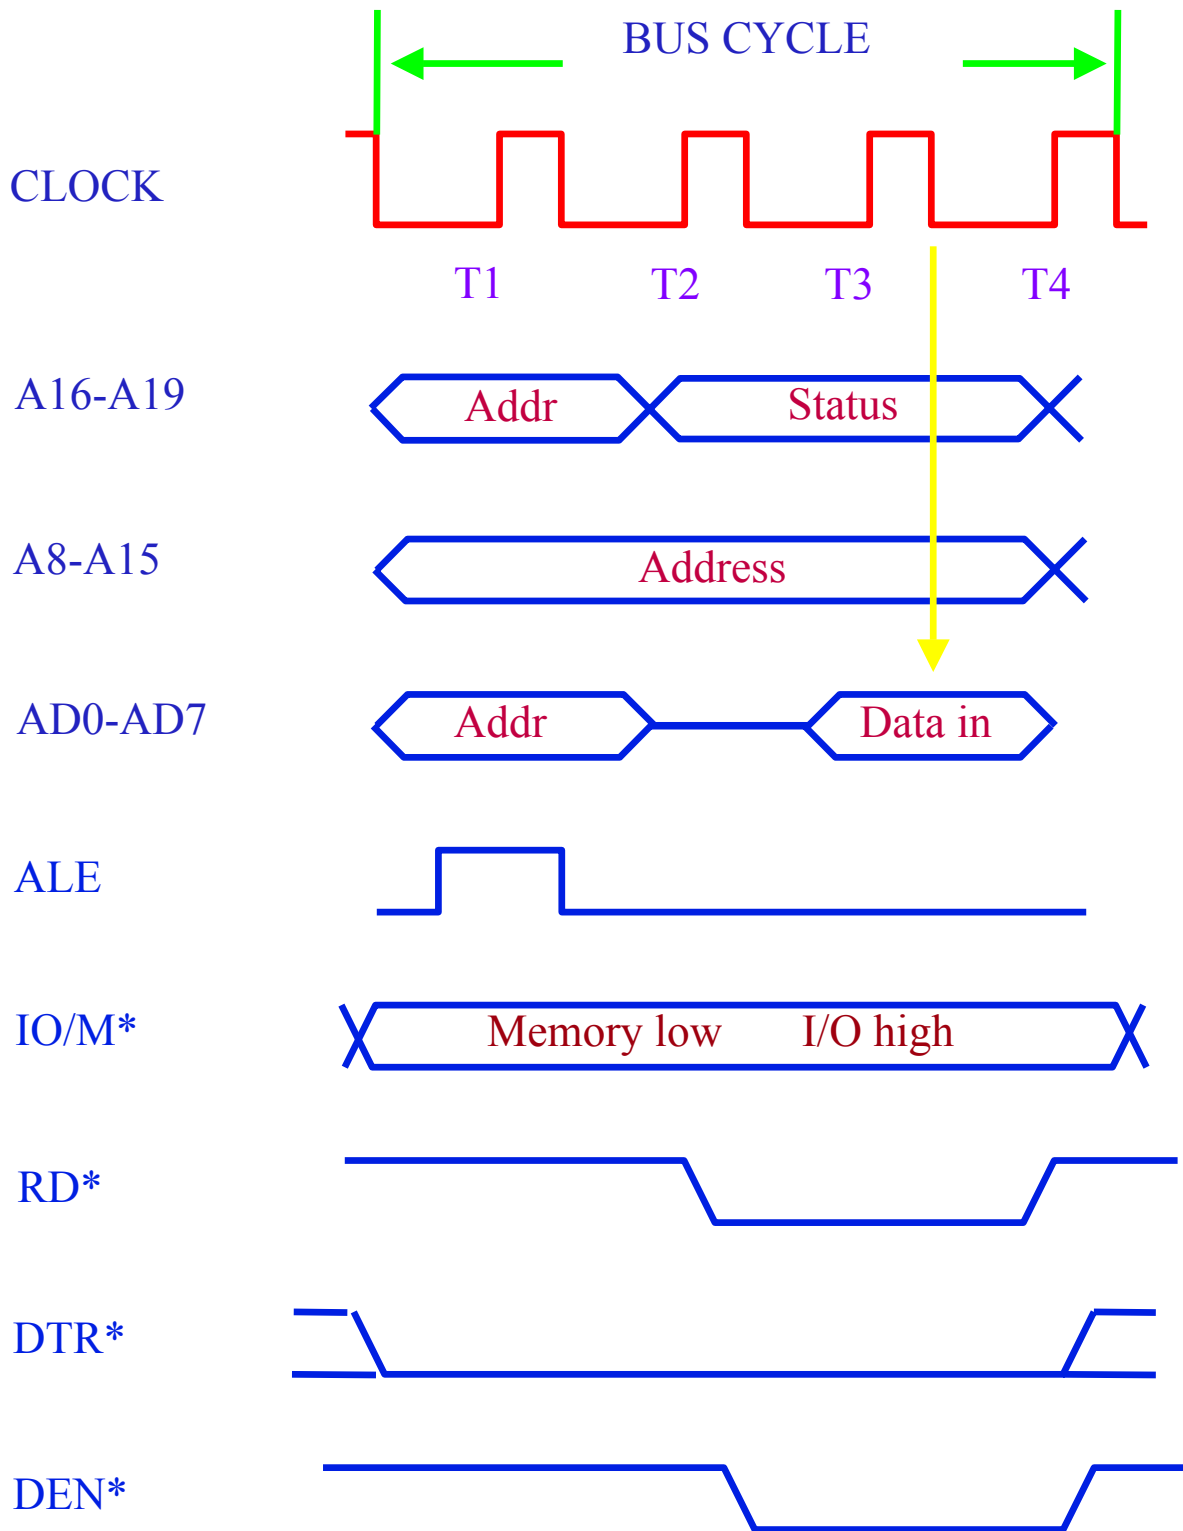 BUS CYCLE
CLOCK
T1 T2 T3 T4
A16-A19 Addr Status
A8-A15 Address
AD0-AD7 Addr Data in
ALE
IO/M* Memory low I/O high
RD*
DTR*
DEN*